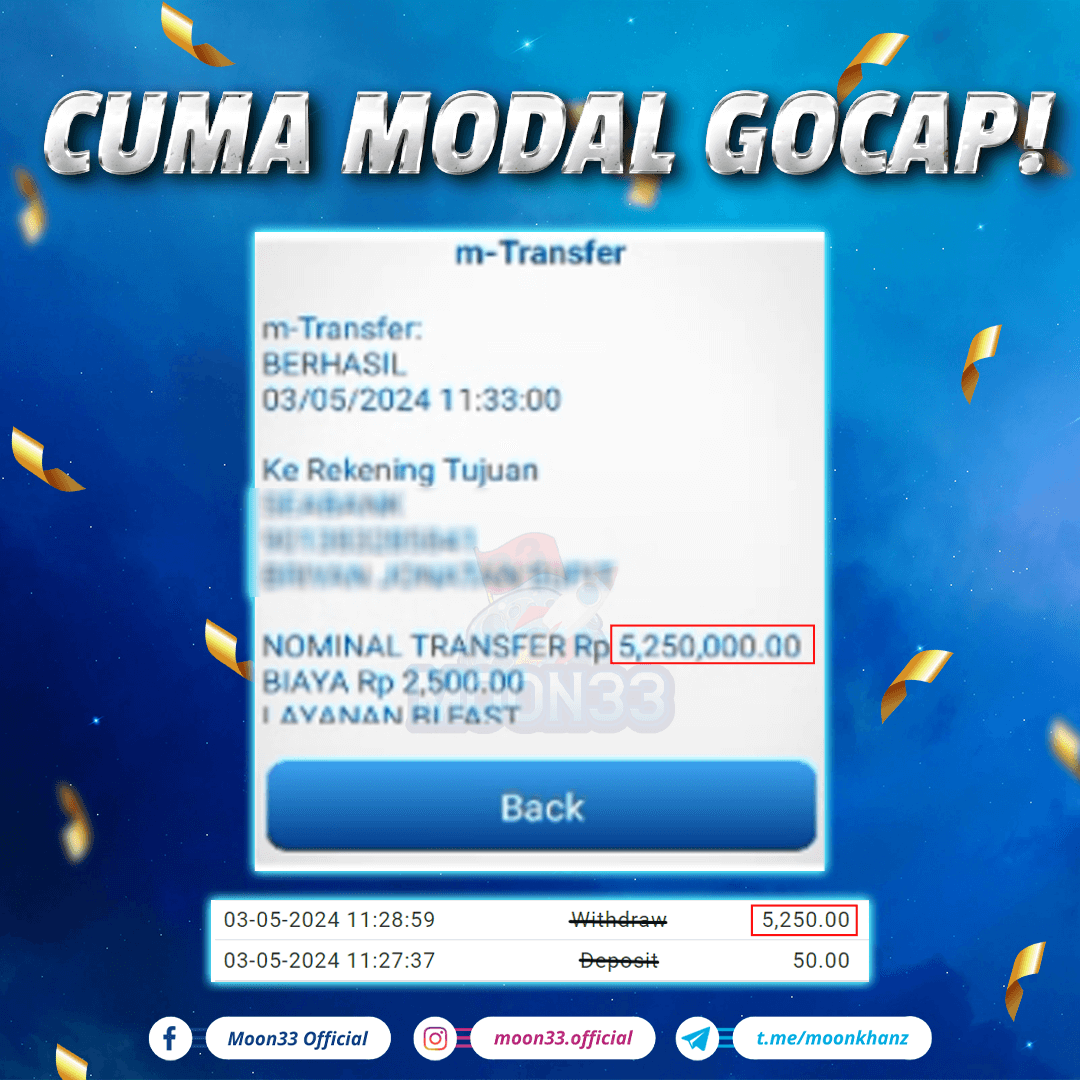 CUMA MODAL GOCAP!
m-Transfer
m-Transfer:
BERHASIL
03/05/2024 11:33:00
Ke Rekening Tujuan
NOMINAL TRANSFER Rp 5,250,000.00
BIAYA Rp 2,500.00
LAYANAN BI FAST
MOON33
Back
03-05-2024 11:28:59 Withdraw 5,250.00
03-05-2024 11:27:37 Deposit 50.00
Moon33 Official moon33.official t.me/moonkhanz